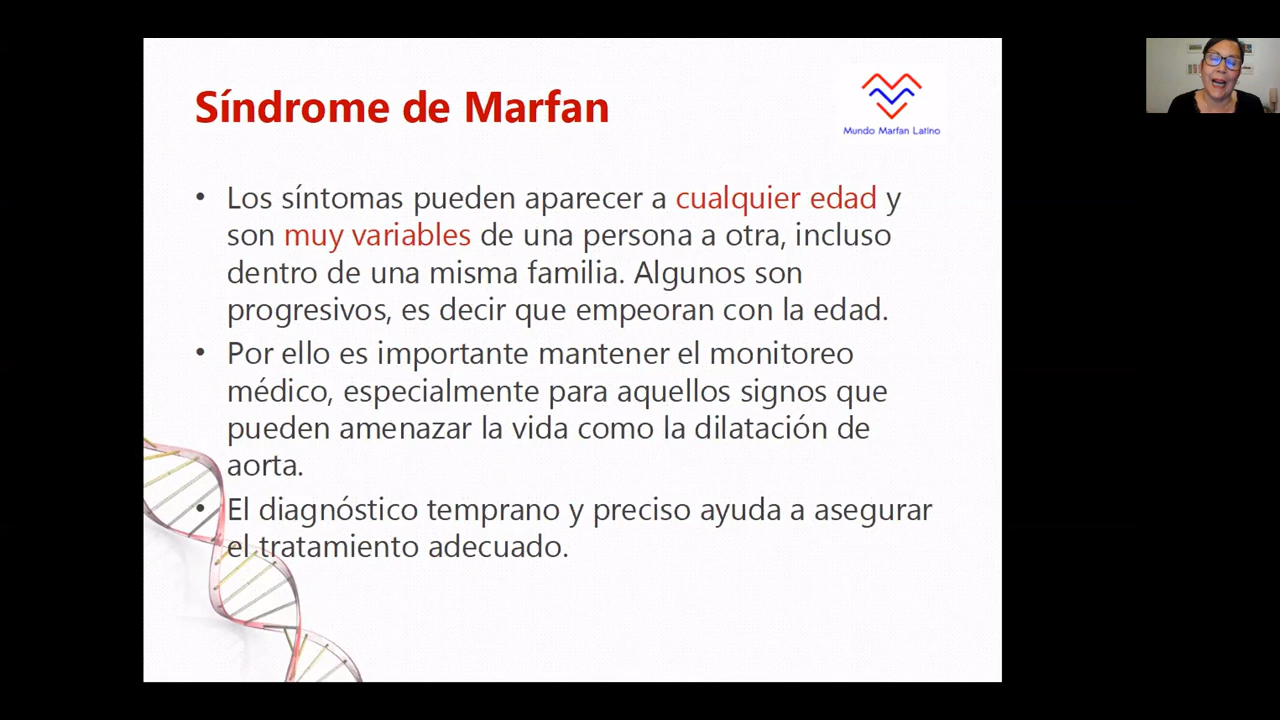 Síndrome de Marfan
Mundo Marfan Latino
• Los síntomas pueden aparecer a cualquier edad y
son muy variables de una persona a otra, incluso
dentro de una misma familia. Algunos son
progresivos, es decir que empeoran con la edad.
• Por ello es importante mantener el monitoreo
médico, especialmente para aquellos signos que
pueden amenazar la vida como la dilatación de
aorta.
• El diagnóstico temprano y preciso ayuda a asegurar
el tratamiento adecuado.